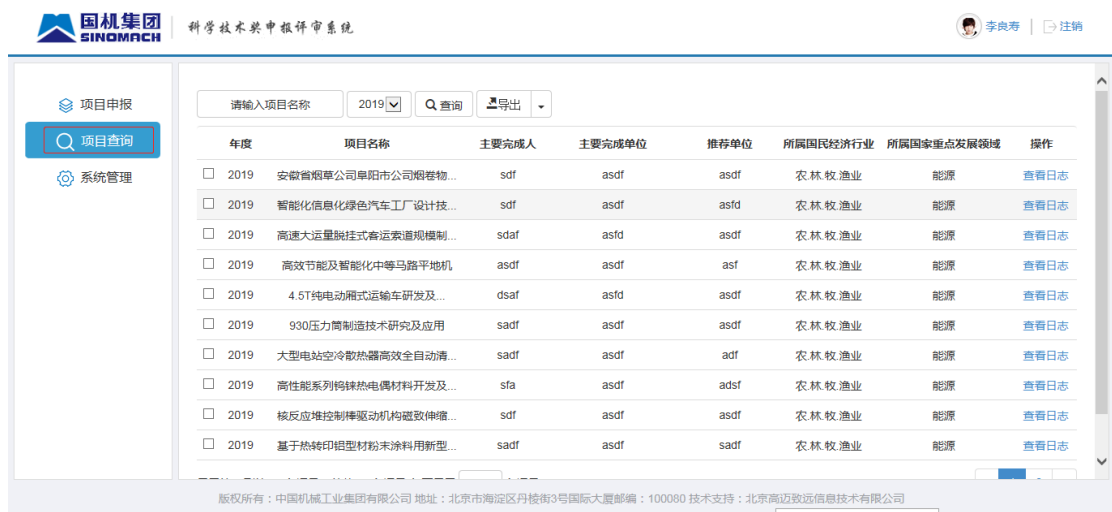 国机集团
SINOMACH
科学技术奖申报评审系统
李良寿 注销
项目申报
项目查询
系统管理
请输入项目名称 2019 查询 导出
年度 项目名称 主要完成人 主要完成单位 推荐单位 所属国民经济行业 所属国家重点发展领域 操作
2019 安徽省烟草公司阜阳市公司烟卷物... sdf asdf asdf 农.林.牧.渔业 能源 查看日志
2019 智能化信息化绿色汽车工厂设计技... sdf asdf asfd 农.林.牧.渔业 能源 查看日志
2019 高速大运量脱挂式客运索道规模制... sdaf asfd asdf 农.林.牧.渔业 能源 查看日志
2019 高效节能及智能化中等马路平地机 asdf asdf asf 农.林.牧.渔业 能源 查看日志
2019 4.5T纯电动厢式运输车研发及... dsaf asfd asdf 农.林.牧.渔业 能源 查看日志
2019 930压力筒制造技术研究及应用 sadf asdf asdf 农.林.牧.渔业 能源 查看日志
2019 大型电站空冷散热器高效全自动清... sadf asdf adf 农.林.牧.渔业 能源 查看日志
2019 高性能系列钨铼热电偶材料开发及... sfa asdf adsf 农.林.牧.渔业 能源 查看日志
2019 核反应堆控制棒驱动机构磁致伸缩... sdf asdf asdf 农.林.牧.渔业 能源 查看日志
2019 基于热转印铝型材粉末涂料用新型... sadf asdf sadf 农.林.牧.渔业 能源 查看日志
版权所有：中国机械工业集团有限公司 地址：北京市海淀区丹棱街3号国际大厦邮编：100080 技术支持：北京高迈致远信息技术有限公司